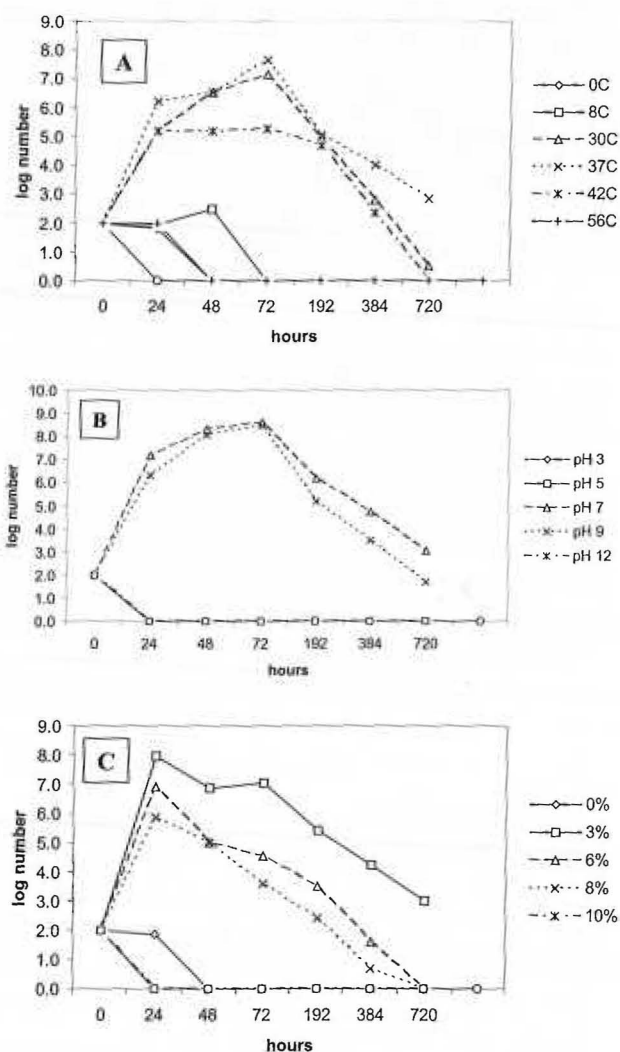 A
log number
9.0
8.0
7.0
6.0
5.0
4.0
3.0
2.0
1.0
0.0
0 24 48 72 192 384 720
hours
0C
8C
30C
37C
42C
56C
B
log number
10.0
9.0
8.0
7.0
6.0
5.0
4.0
3.0
2.0
1.0
0.0
0 24 48 72 192 384 720
hours
pH 3
pH 5
pH 7
pH 9
pH 12
C
log number
9.0
8.0
7.0
6.0
5.0
4.0
3.0
2.0
1.0
0.0
0 24 48 72 192 384 720
hours
0%
3%
6%
8%
10%